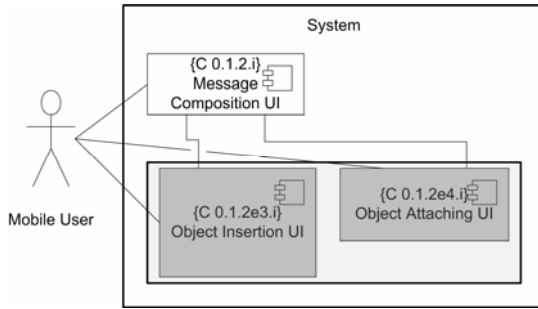 System
{C 0.1.2.i}
Message
Composition UI
Mobile User
{C 0.1.2e3.i}
Object Insertion UI
{C 0.1.2e4.i}
Object Attaching UI